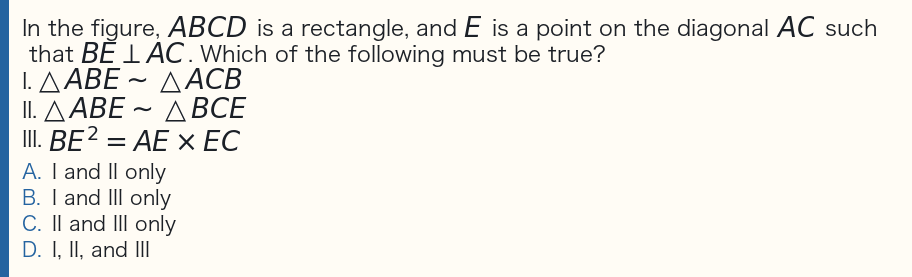 In the figure, ABCD is a rectangle, and E is a point on the diagonal AC such
that BE ⊥ AC. Which of the following must be true?
I. △ABE ~ △ACB
II. △ABE ~ △BCE
III. BE² = AE × EC
A. I and II only
B. I and III only
C. II and III only
D. I, II, and III